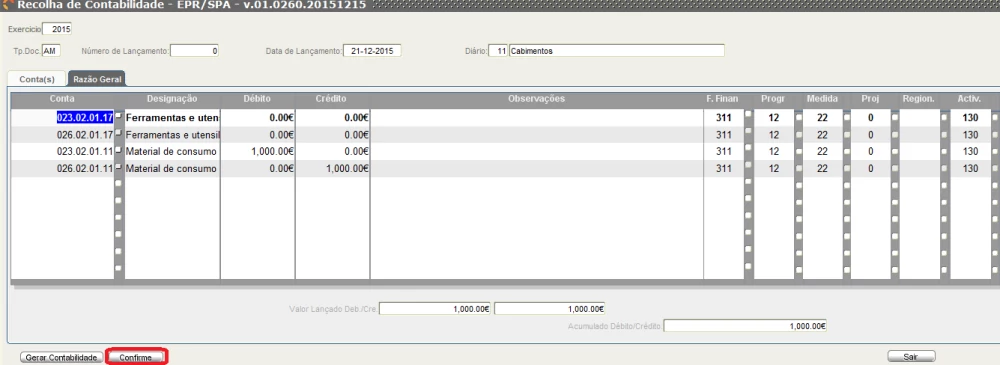 Recolha de Contabilidade - EPR/SPA - v.01.0260.20151215
Exercicio 2015
Tp.Doc. AM Número de Lançamento: 0 Data de Lançamento: 21-12-2015 Diário: 11 Cabimentos
Conta(s) Razão Geral
Conta Designação Débito Crédito Observações F. Finan Progr Medida Proj Region. Activ.
023.02.01.17 Ferramentas e uten 0.00€ 0.00€ 311 12 22 0 130
026.02.01.17 Ferramentas e utensil 0.00€ 0.00€ 311 12 22 0 130
023.02.01.11 Material de consumo 1,000.00€ 0.00€ 311 12 22 0 130
026.02.01.11 Material de consumo 0.00€ 1,000.00€ 311 12 22 0 130
Valor Lançado Deb./Cre. 1,000.00€ 1,000.00€
Acumulado Débito/Crédito: 1,000.00€
Gerar Contabilidade Confirme Sair